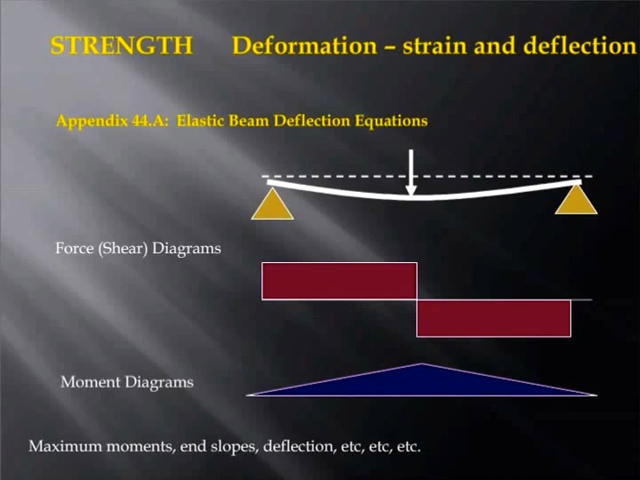 STRENGTH Deformation – strain and deflection
Appendix 44.A: Elastic Beam Deflection Equations
Force (Shear) Diagrams
Moment Diagrams
Maximum moments, end slopes, deflection, etc, etc, etc.